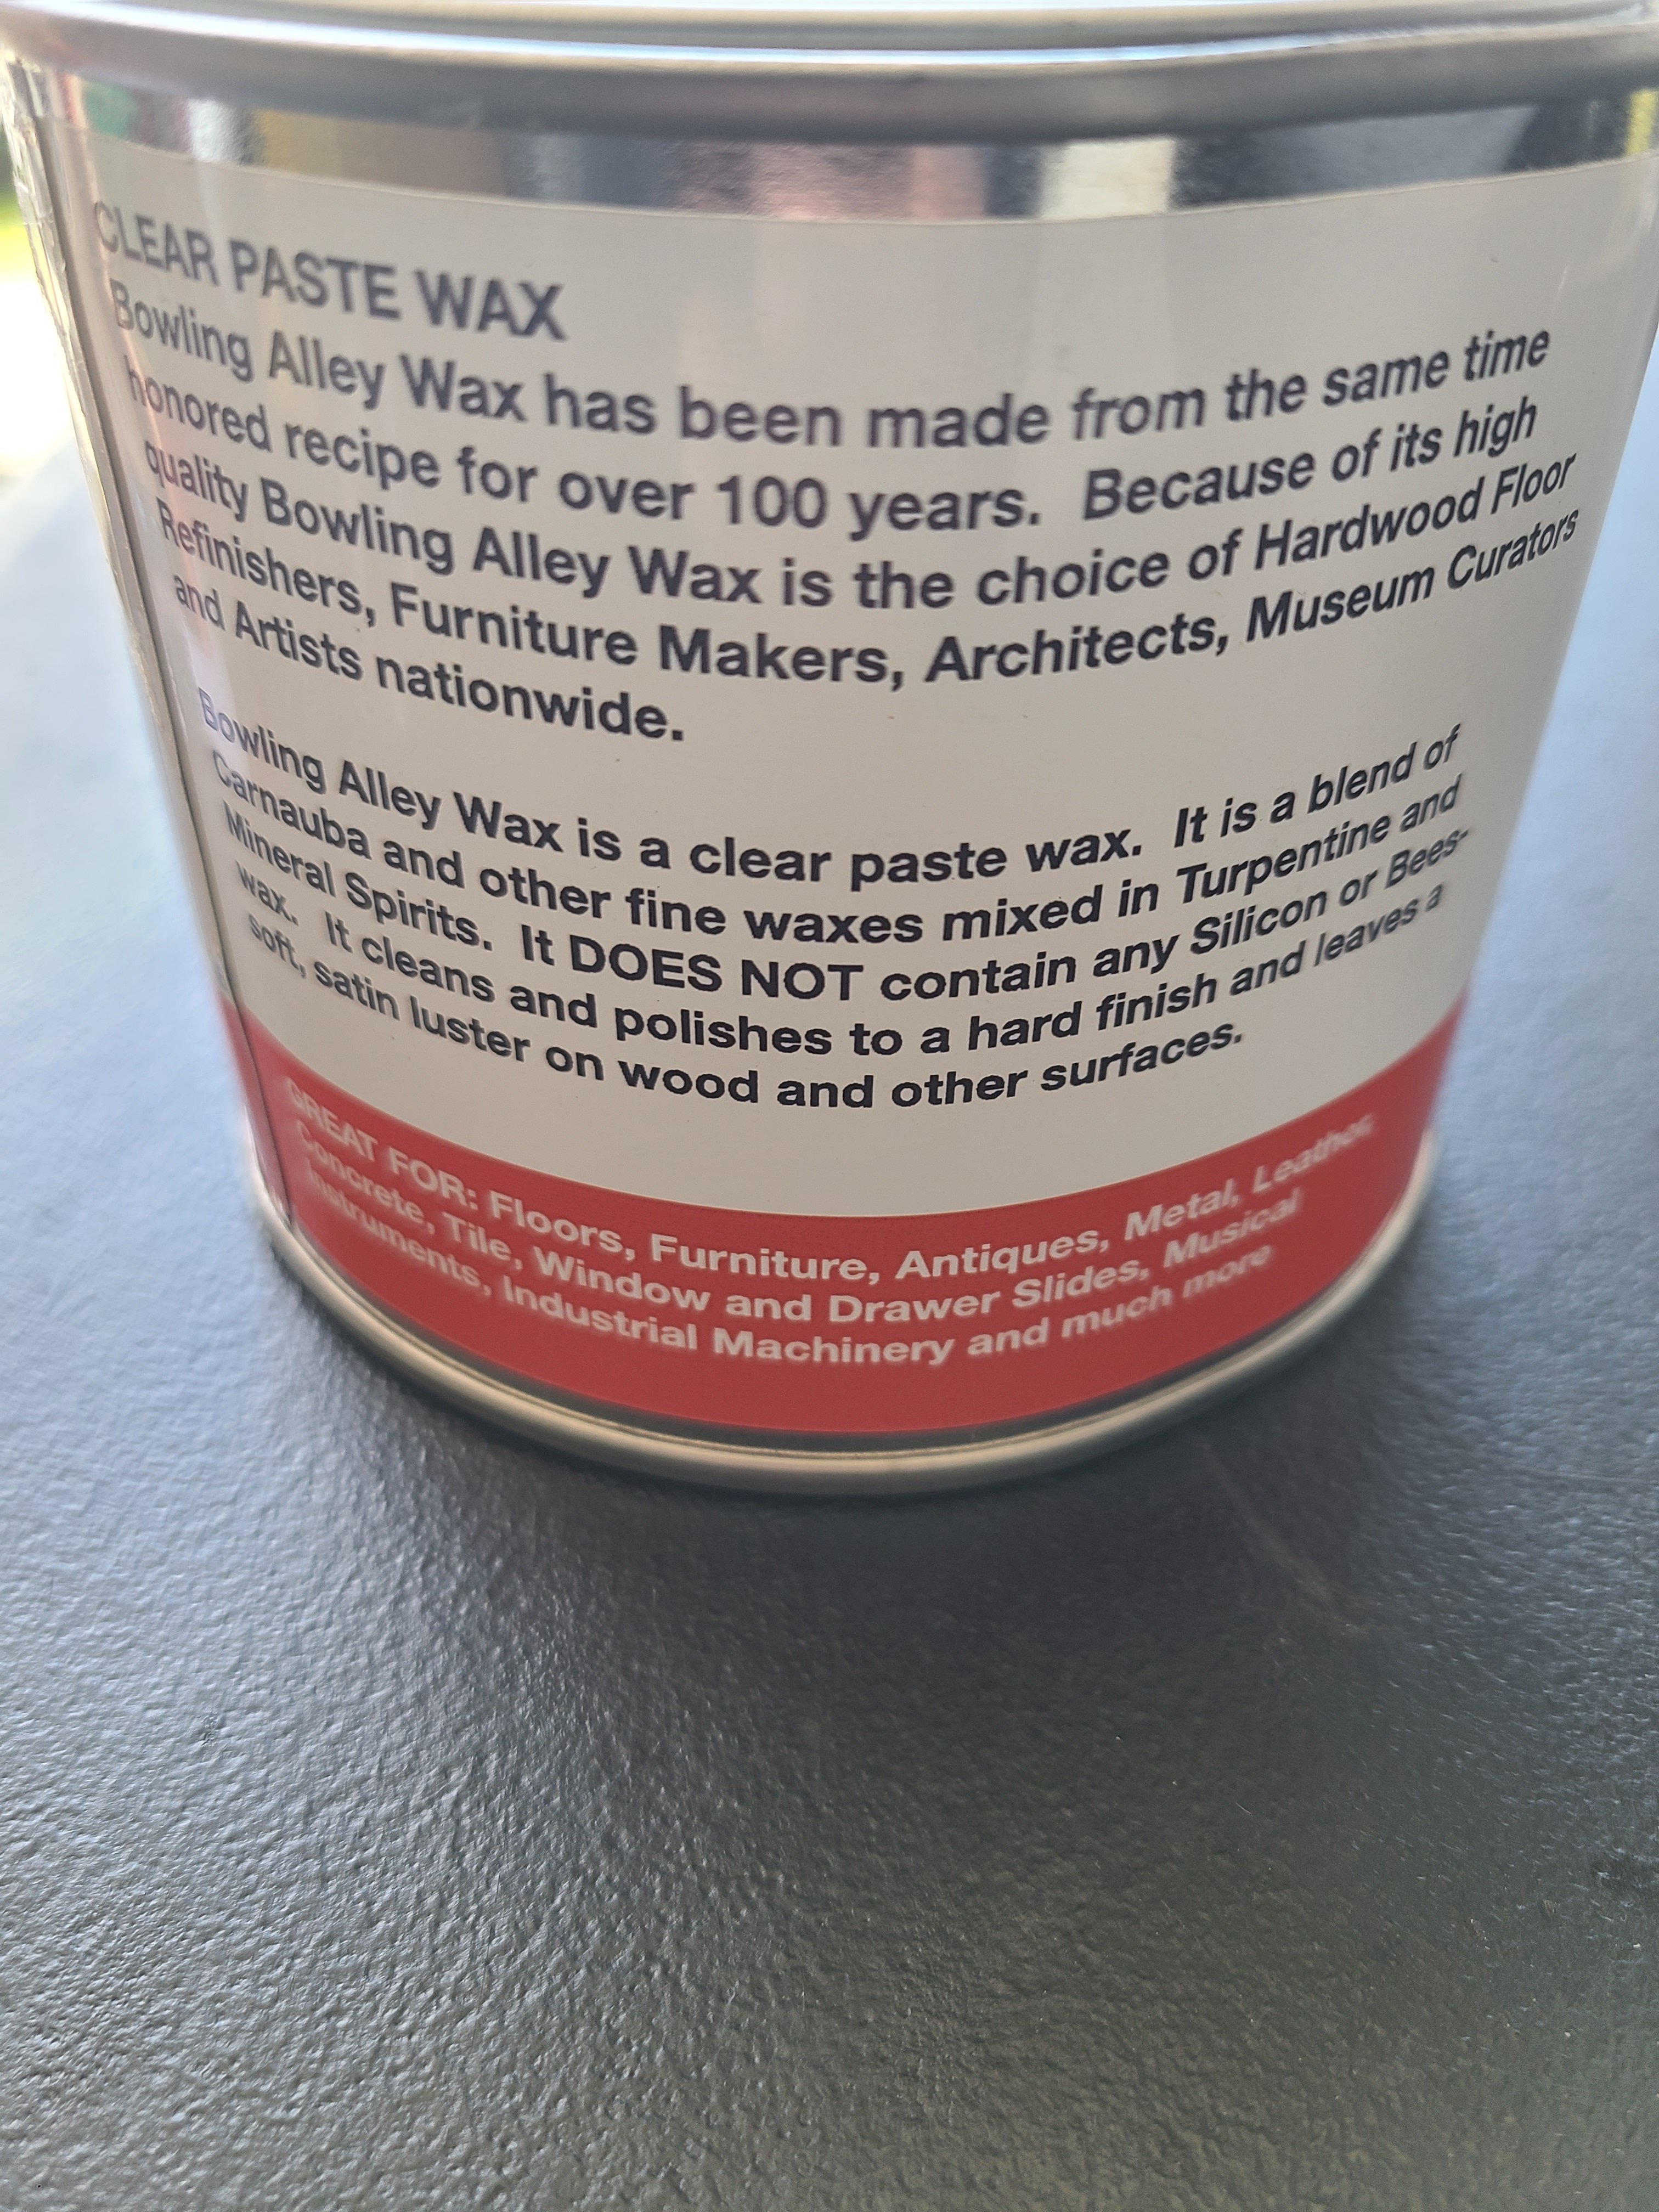 CLEAR PASTE WAX
Bowling Alley Wax has been made from the same time
honored recipe for over 100 years. Because of its high
quality Bowling Alley Wax is the choice of Hardwood Floor
Refinishers, Furniture Makers, Architects, Museum Curators
and Artists nationwide.
Bowling Alley Wax is a clear paste wax. It is a blend of
Carnauba and other fine waxes mixed in Turpentine and
Mineral Spirits. It DOES NOT contain any Silicon or Bees-
wax. It cleans and polishes to a hard finish and leaves a
soft, satin luster on wood and other surfaces.
GREAT FOR: Floors, Furniture, Antiques, Metal, Leather,
Concrete, Tile, Window and Drawer Slides, Musical
Instruments, Industrial Machinery and much more